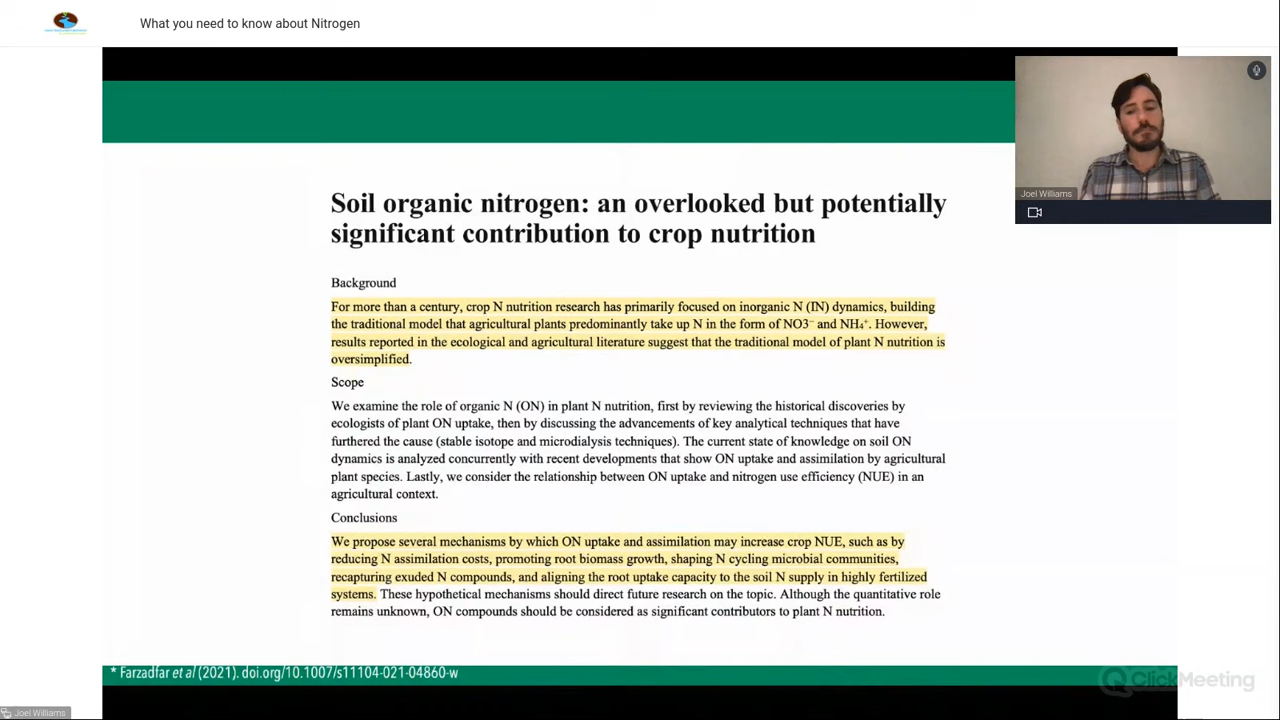 What you need to know about Nitrogen
Joel Williams
Soil organic nitrogen: an overlooked but potentially
significant contribution to crop nutrition
Background
For more than a century, crop N nutrition research has primarily focused on inorganic N (IN) dynamics, building
the traditional model that agricultural plants predominantly take up N in the form of NO3⁻ and NH₄⁺. However,
results reported in the ecological and agricultural literature suggest that the traditional model of plant N nutrition is
oversimplified.
Scope
We examine the role of organic N (ON) in plant N nutrition, first by reviewing the historical discoveries by
ecologists of plant ON uptake, then by discussing the advancements of key analytical techniques that have
furthered the cause (stable isotope and microdialysis techniques). The current state of knowledge on soil ON
dynamics is analyzed concurrently with recent developments that show ON uptake and assimilation by agricultural
plant species. Lastly, we consider the relationship between ON uptake and nitrogen use efficiency (NUE) in an
agricultural context.
Conclusions
We propose several mechanisms by which ON uptake and assimilation may increase crop NUE, such as by
reducing N assimilation costs, promoting root biomass growth, shaping N cycling microbial communities,
recapturing exuded N compounds, and aligning the root uptake capacity to the soil N supply in highly fertilized
systems. These hypothetical mechanisms should direct future research on the topic. Although the quantitative role
remains unknown, ON compounds should be considered as significant contributors to plant N nutrition.
* Farzadfar et al (2021). doi.org/10.1007/s11104-021-04860-w
ClickMeeting
Joel Williams